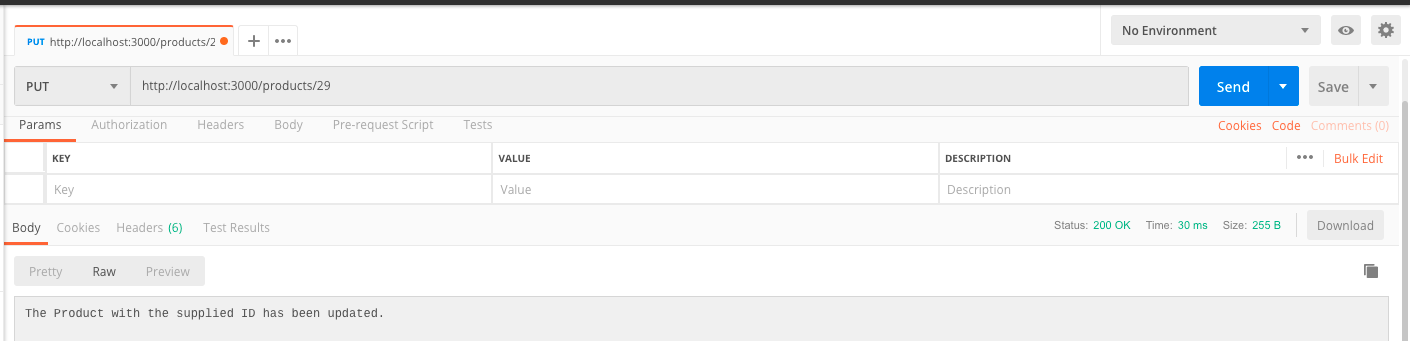 PUT http://localhost:3000/products/2
No Environment
PUT http://localhost:3000/products/29 Send Save
Params Authorization Headers Body Pre-request Script Tests Cookies Code Comments (0)
KEY VALUE DESCRIPTION Bulk Edit
Key Value Description
Body Cookies Headers (6) Test Results Status: 200 OK Time: 30 ms Size: 255 B Download
Pretty Raw Preview
The Product with the supplied ID has been updated.